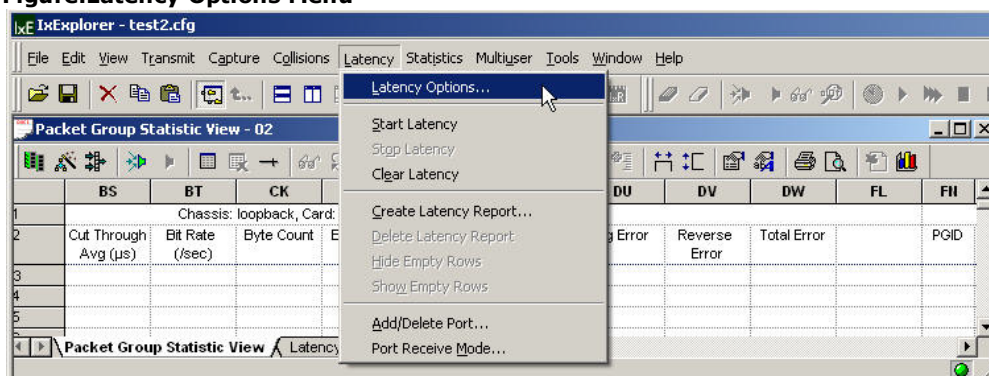 Figure:Latency Options Menu
IxE IxExplorer - test2.cfg
File Edit View Transmit Capture Collisions Latency Statistics Multiuser Tools Window Help
Latency Options...
Start Latency
Stop Latency
Clear Latency
Create Latency Report...
Delete Latency Report
Hide Empty Rows
Show Empty Rows
Add/Delete Port...
Port Receive Mode...
Packet Group Statistic View - 02
BS BT CK DU DV DW FL FN
1 Chassis: loopback, Card:
2 Cut Through Bit Rate Byte Count Error Reverse Total Error PGID
Avg (µs) (/sec) Error
3
4
5
Packet Group Statistic View Latency